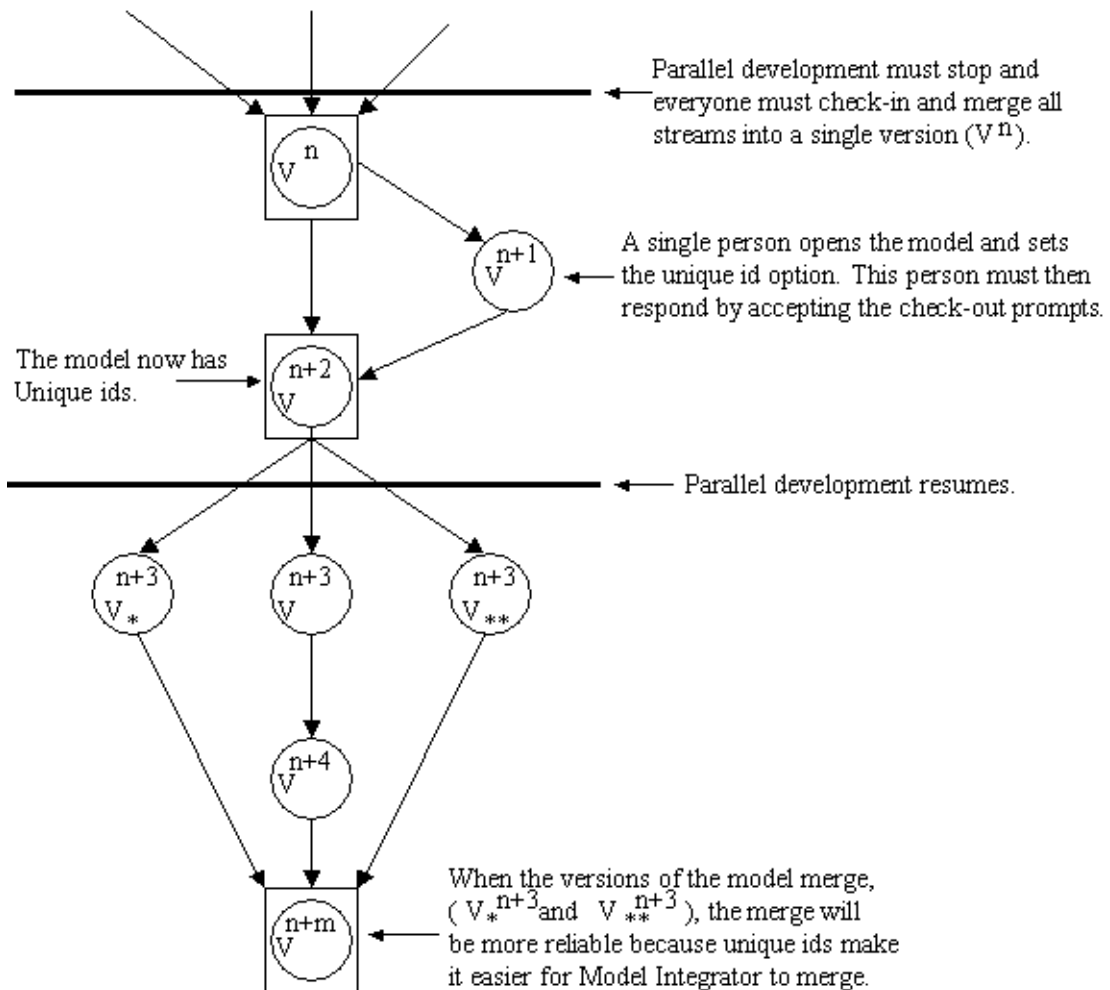 Parallel development must stop and
everyone must check-in and merge all
streams into a single version (V^n).
V^n
V^n+1
A single person opens the model and sets
the unique id option. This person must then
respond by accepting the check-out prompts.
The model now has
Unique ids.
V^n+2
Parallel development resumes.
V*^n+3
V^n+3
V**^n+3
V^n+4
When the versions of the model merge,
( V*^n+3 and V**^n+3 ), the merge will
be more reliable because unique ids make
it easier for Model Integrator to merge.
V^n+m